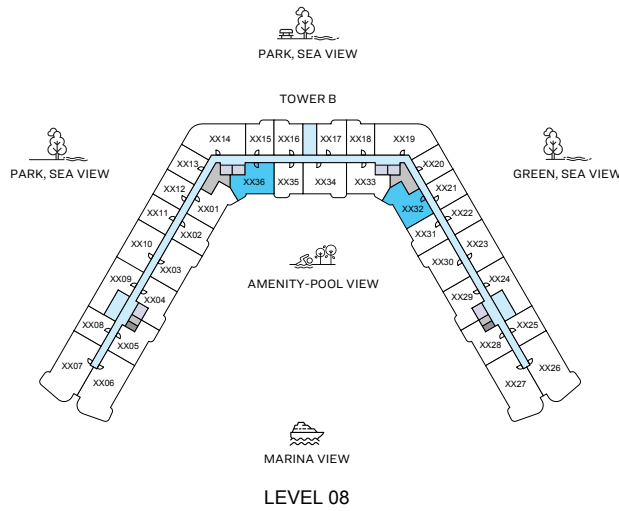 PARK, SEA VIEW
TOWER B
PARK, SEA VIEW
GREEN, SEA VIEW
XX14
XX15
XX16
XX17
XX18
XX19
XX13
XX20
XX12
XX36
XX35
XX34
XX33
XX21
XX11
XX01
XX32
XX22
XX10
XX02
XX31
XX23
XX09
XX03
XX30
XX24
XX08
XX04
XX29
XX25
XX07
XX05
XX28
XX26
XX06
XX27
AMENITY-POOL VIEW
MARINA VIEW
LEVEL 08